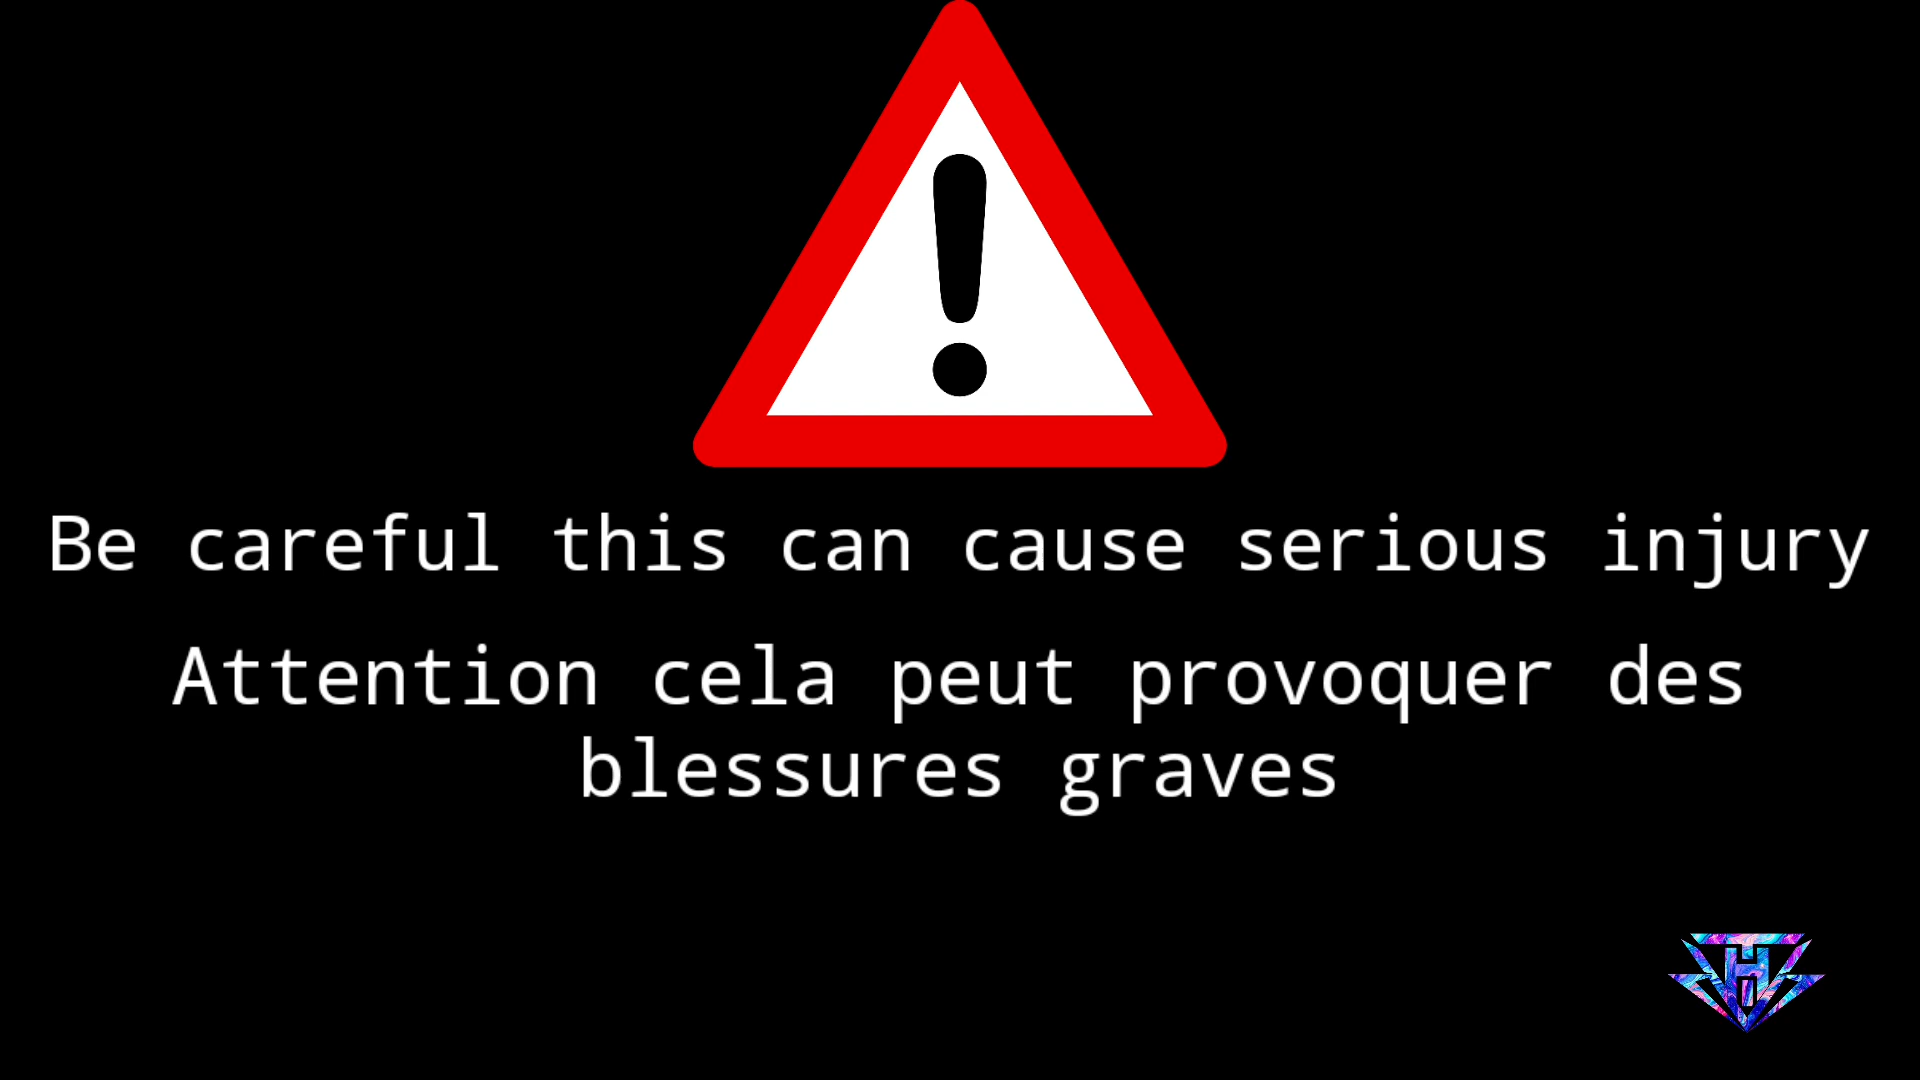 Be careful this can cause serious injury
Attention cela peut provoquer des
blessures graves